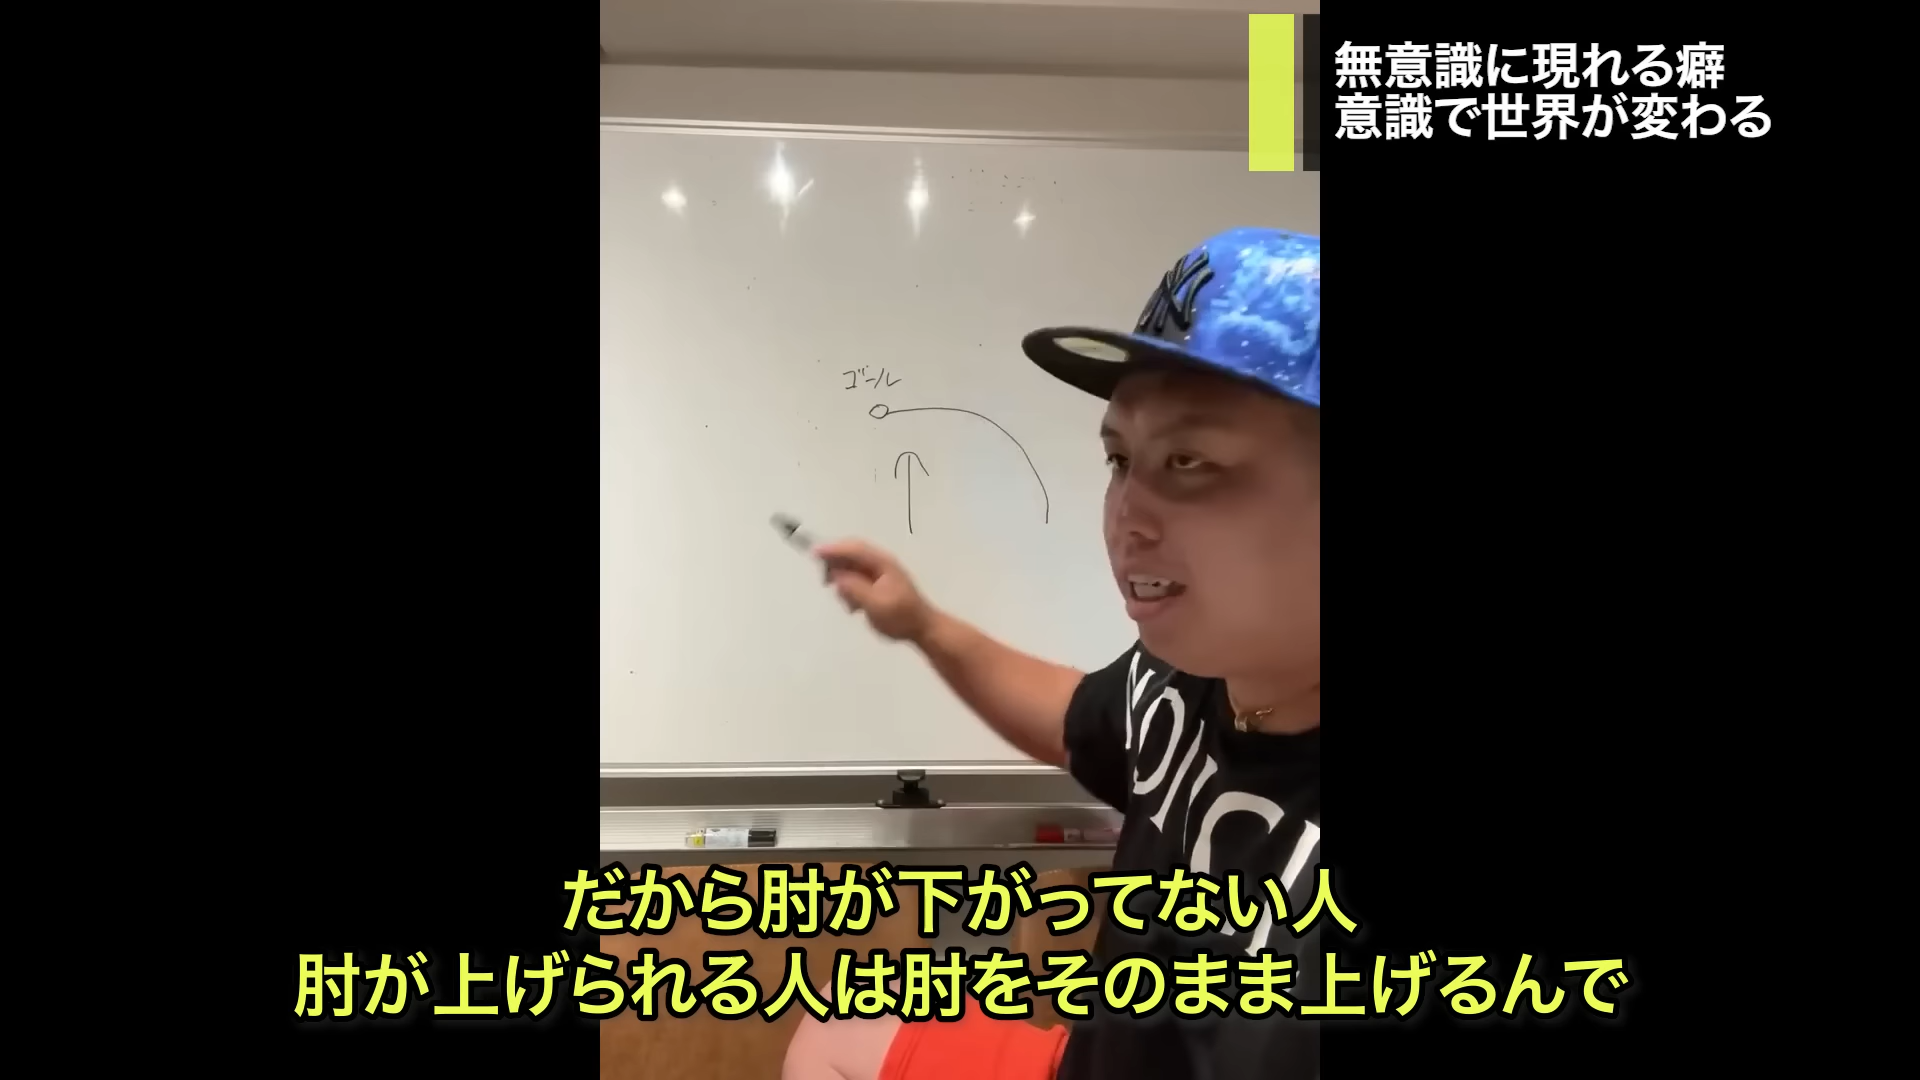 無意識に現れる癖
意識で世界が変わる
ゴール
NY
だから肘が下がってない人
肘が上げられる人は肘をそのまま上げるんで